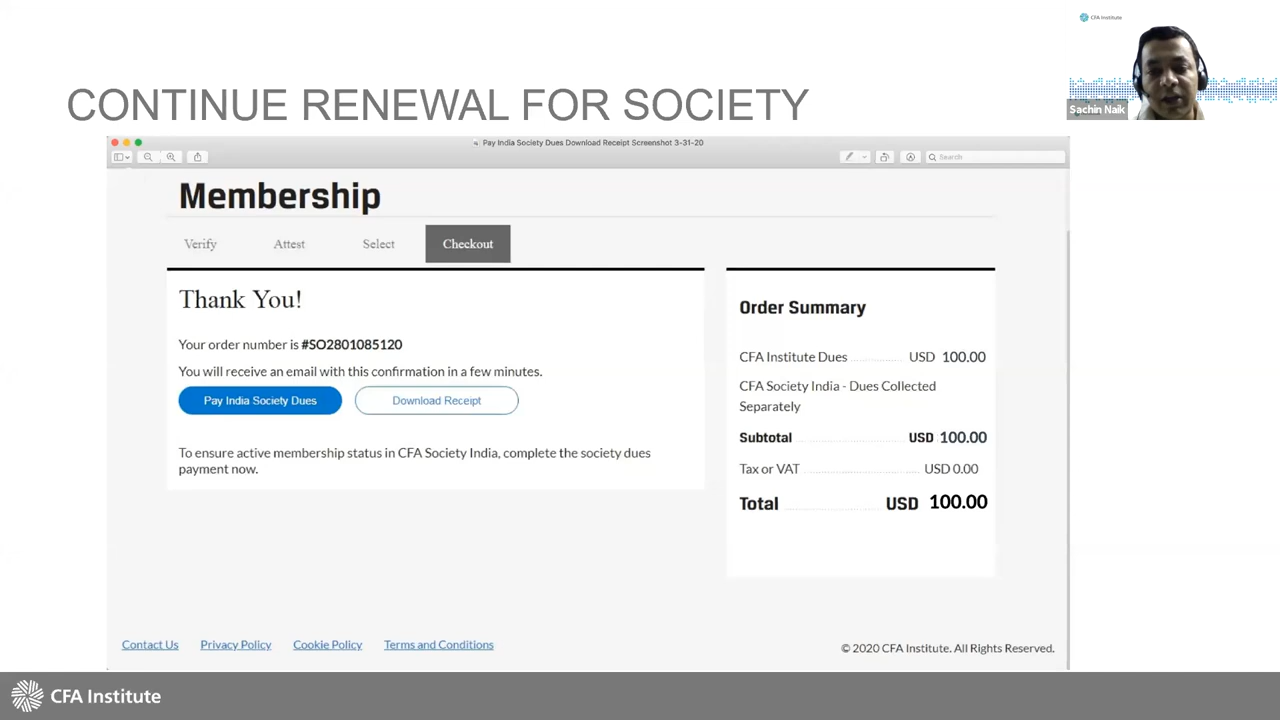 CFA Institute
Sachin Naik
CONTINUE RENEWAL FOR SOCIETY
Pay India Society Dues Download Receipt Screenshot 3-31-20
Search
Membership
Verify Attest Select Checkout
Thank You!
Your order number is #SO2801085120
You will receive an email with this confirmation in a few minutes.
Pay India Society Dues Download Receipt
To ensure active membership status in CFA Society India, complete the society dues
payment now.
Order Summary
CFA Institute Dues USD 100.00
CFA Society India - Dues Collected
Separately
Subtotal USD 100.00
Tax or VAT USD 0.00
Total USD 100.00
Contact Us Privacy Policy Cookie Policy Terms and Conditions
© 2020 CFA Institute. All Rights Reserved.
CFA Institute